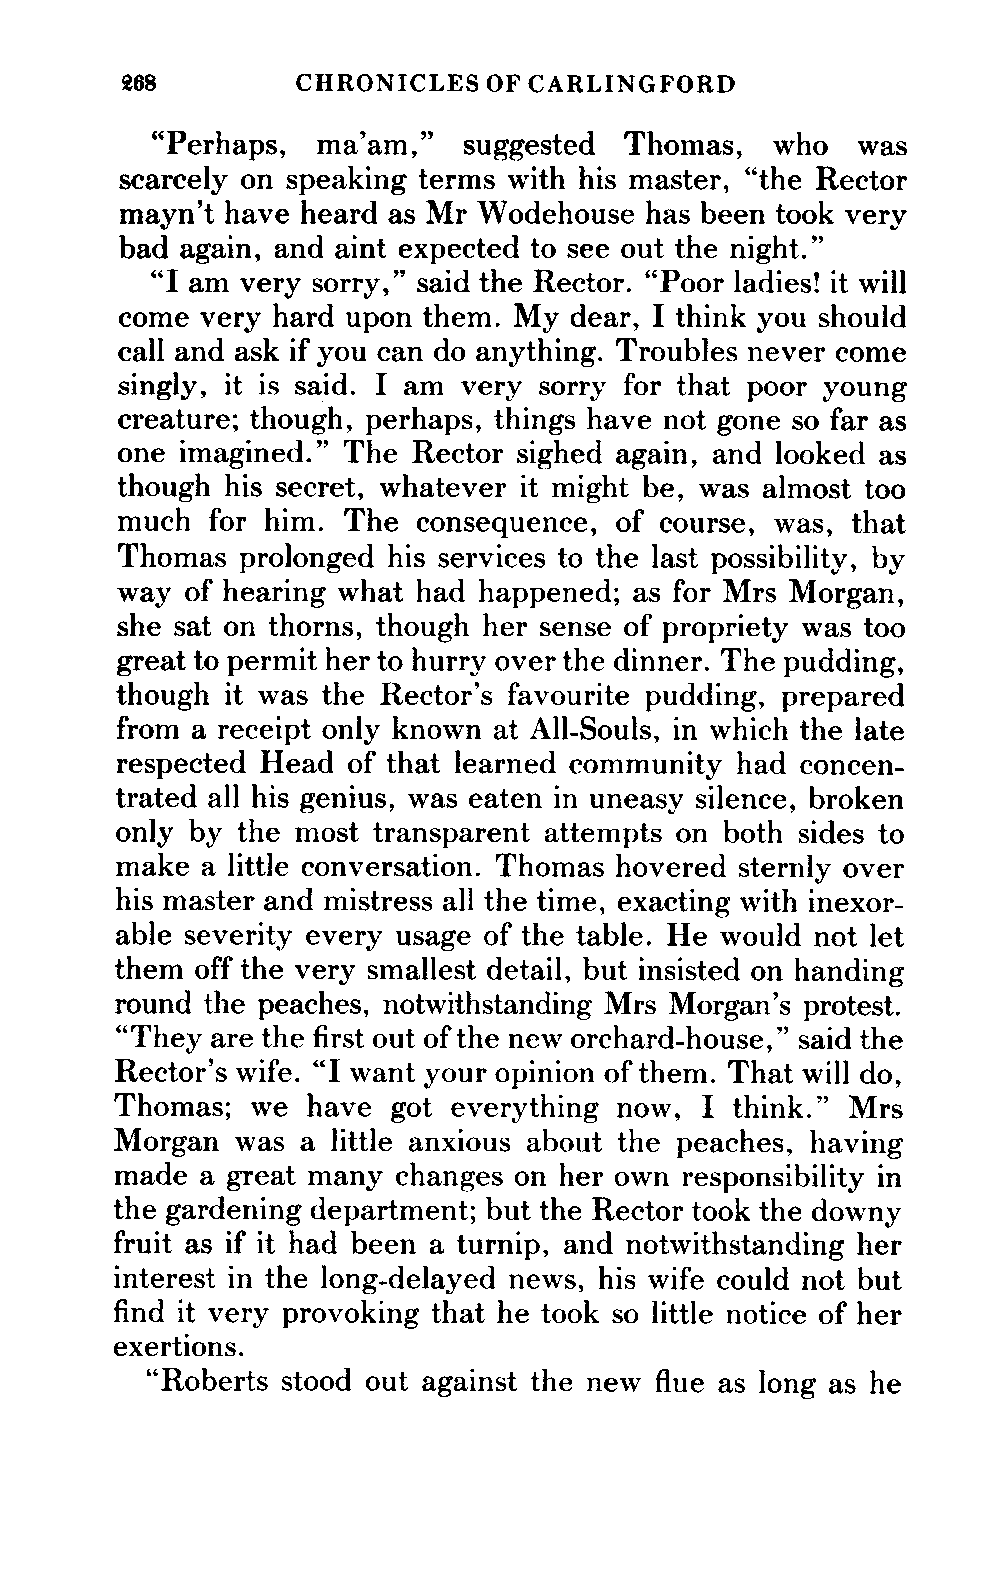 268 CHRONICLES OF CARLINGFORD
“Perhaps, ma’am,” suggested Thomas, who was
scarcely on speaking terms with his master, “the Rector
mayn’t have heard as Mr Wodehouse has been took very
bad again, and aint expected to see out the night.”
“I am very sorry,” said the Rector. “Poor ladies! it will
come very hard upon them. My dear, I think you should
call and ask if you can do anything. Troubles never come
singly, it is said. I am very sorry for that poor young
creature; though, perhaps, things have not gone so far as
one imagined.” The Rector sighed again, and looked as
though his secret, whatever it might be, was almost too
much for him. The consequence, of course, was, that
Thomas prolonged his services to the last possibility, by
way of hearing what had happened; as for Mrs Morgan,
she sat on thorns, though her sense of propriety was too
great to permit her to hurry over the dinner. The pudding,
though it was the Rector’s favourite pudding, prepared
from a receipt only known at All-Souls, in which the late
respected Head of that learned community had concen-
trated all his genius, was eaten in uneasy silence, broken
only by the most transparent attempts on both sides to
make a little conversation. Thomas hovered sternly over
his master and mistress all the time, exacting with inexor-
able severity every usage of the table. He would not let
them off the very smallest detail, but insisted on handing
round the peaches, notwithstanding Mrs Morgan’s protest.
“They are the first out of the new orchard-house,” said the
Rector’s wife. “I want your opinion of them. That will do,
Thomas; we have got everything now, I think.” Mrs
Morgan was a little anxious about the peaches, having
made a great many changes on her own responsibility in
the gardening department; but the Rector took the downy
fruit as if it had been a turnip, and notwithstanding her
interest in the long-delayed news, his wife could not but
find it very provoking that he took so little notice of her
exertions.
“Roberts stood out against the new flue as long as he